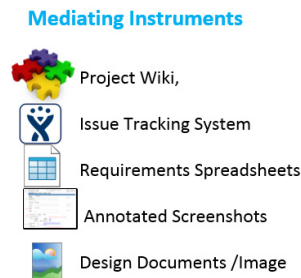 Mediating Instruments
Project Wiki,
Issue Tracking System
Requirements Spreadsheets
Annotated Screenshots
Design Documents /Image